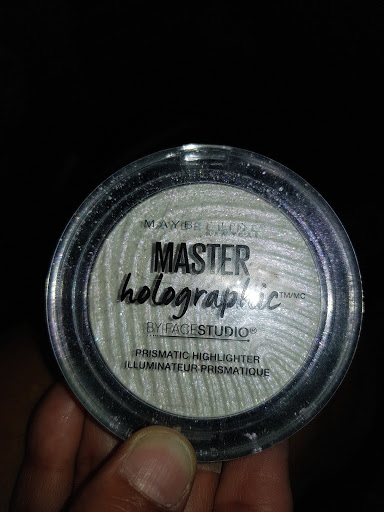 MAYBELLINE
MASTER
holographic™/MC
BY FACESTUDIO®
PRISMATIC HIGHLIGHTER
ILLUMINATEUR PRISMATIQUE